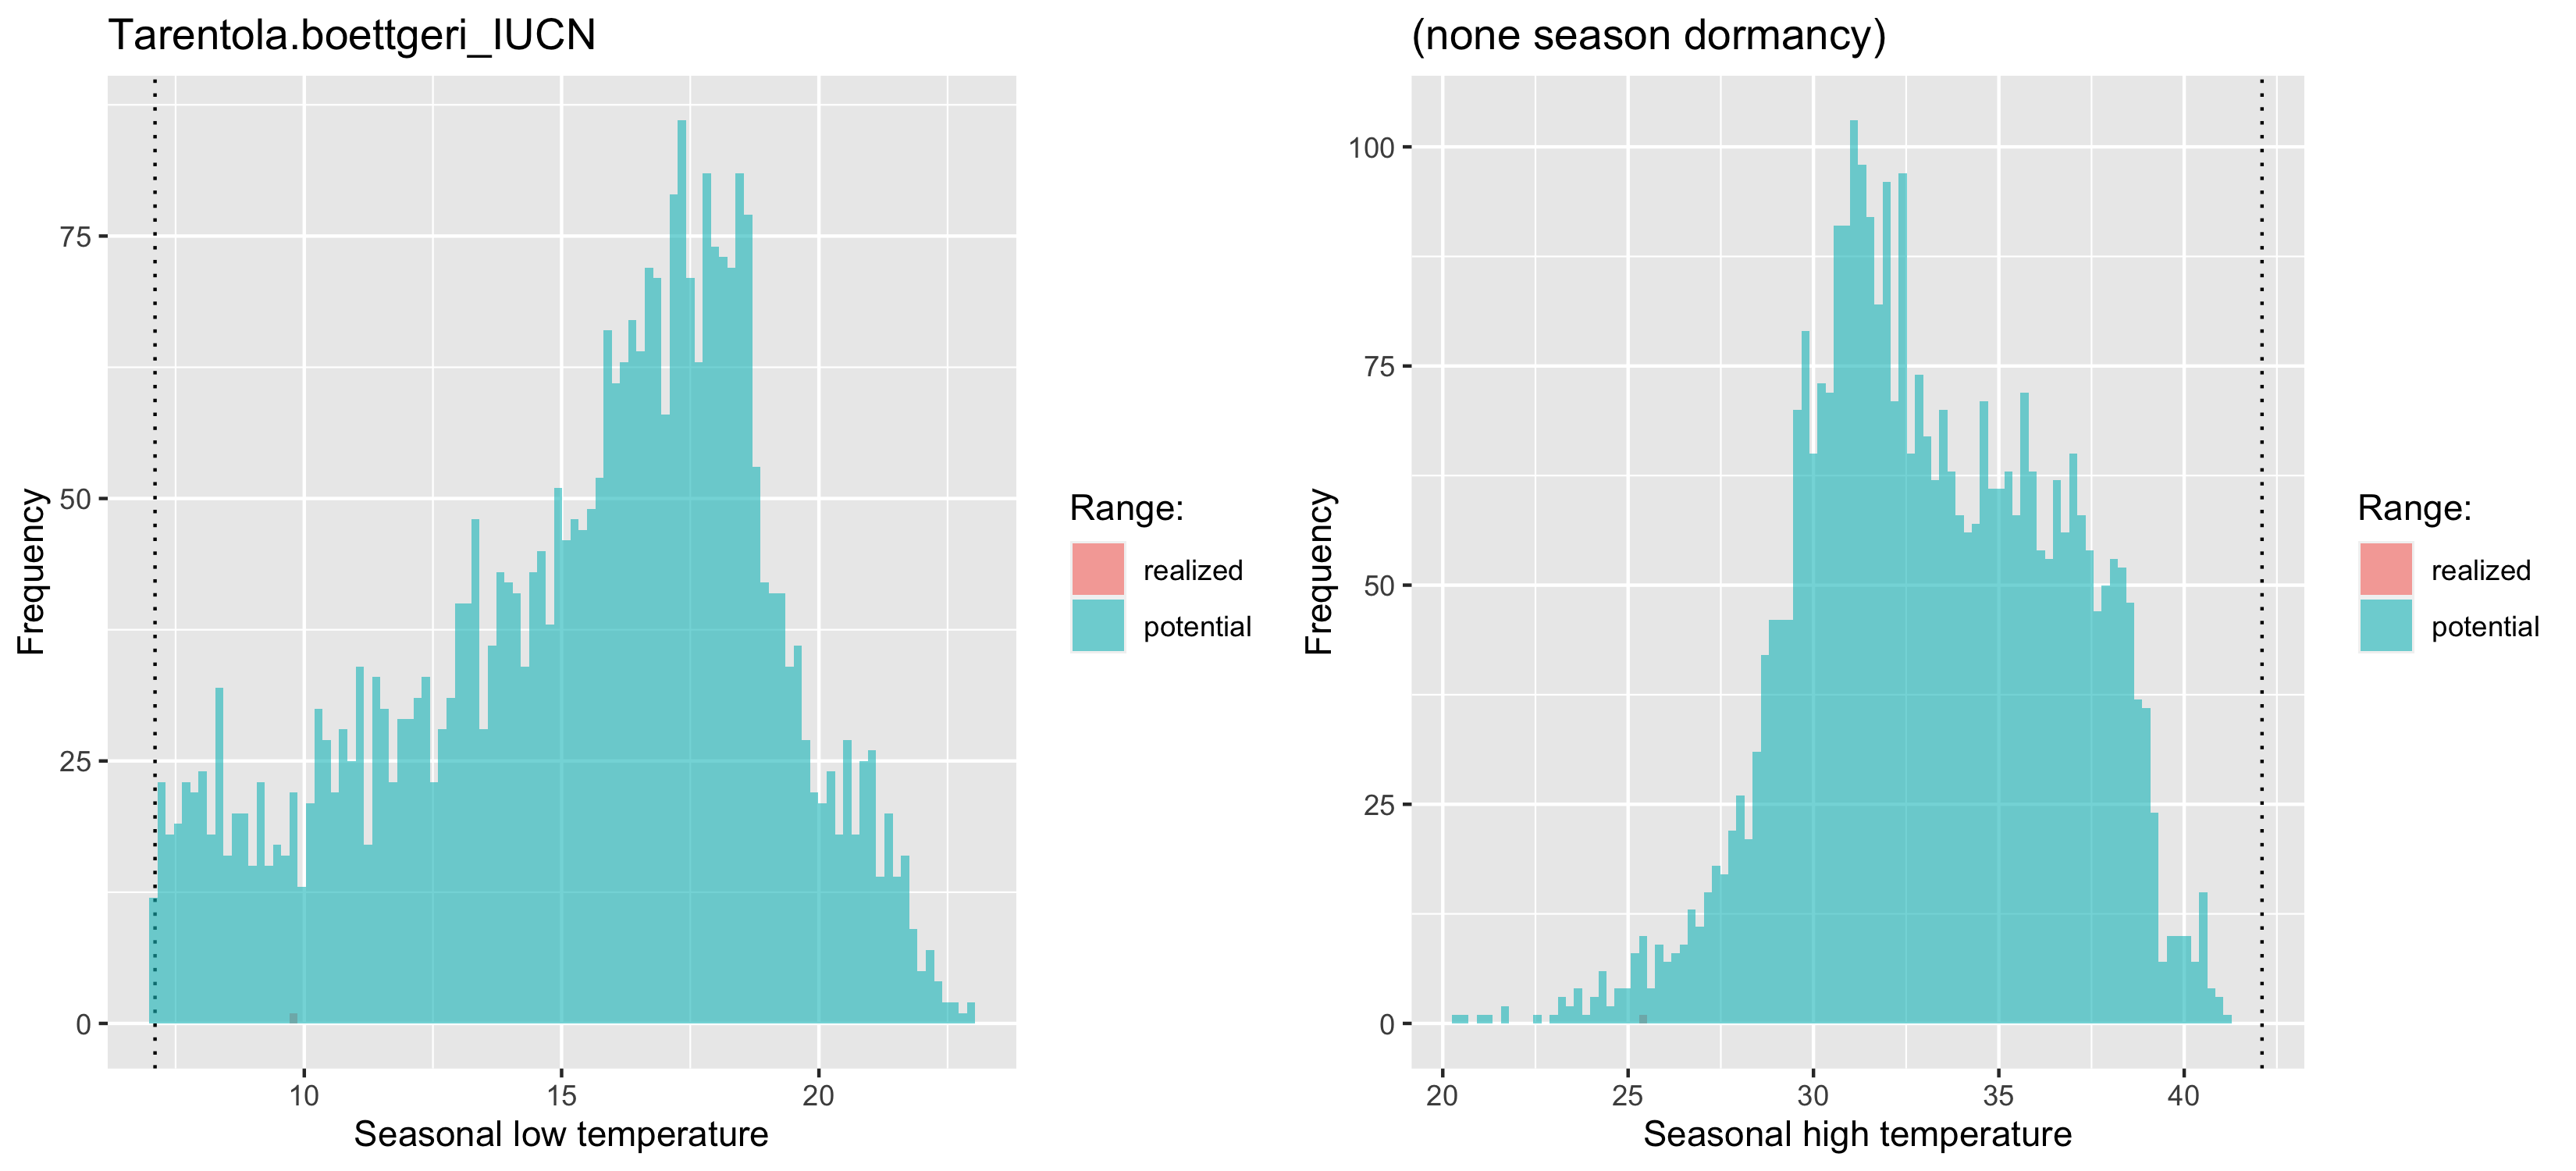 Tarentola.boettgeri_IUCN
Frequency
75
50
25
0
10 15 20
Seasonal low temperature
Range:
realized
potential
(none season dormancy)
Frequency
100
75
50
25
0
20 25 30 35 40
Seasonal high temperature
Range:
realized
potential